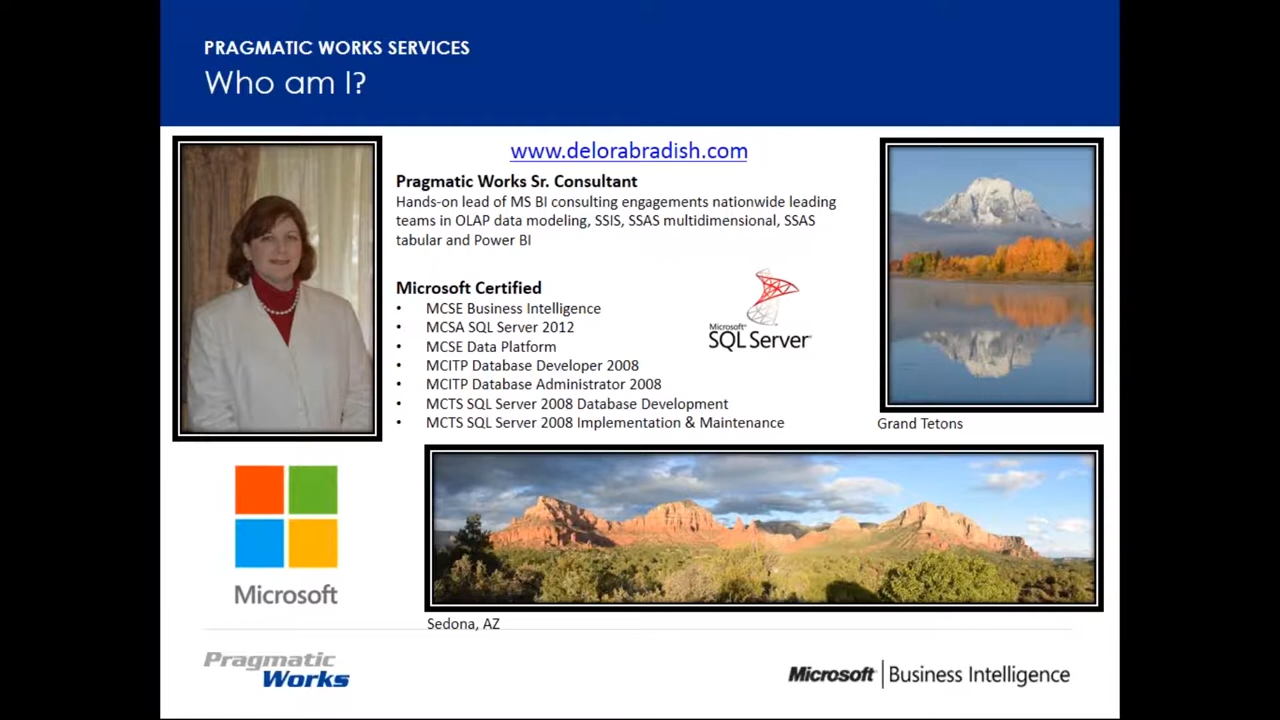 PRAGMATIC WORKS SERVICES
Who am I?
www.delorabradish.com
Pragmatic Works Sr. Consultant
Hands-on lead of MS BI consulting engagements nationwide leading
teams in OLAP data modeling, SSIS, SSAS multidimensional, SSAS
tabular and Power BI
Microsoft Certified
• MCSE Business Intelligence
• MCSA SQL Server 2012
• MCSE Data Platform
• MCITP Database Developer 2008
• MCITP Database Administrator 2008
• MCTS SQL Server 2008 Database Development
• MCTS SQL Server 2008 Implementation & Maintenance
Microsoft®
SQL Server®
Grand Tetons
Microsoft
Sedona, AZ
Pragmatic
Works
Microsoft | Business Intelligence